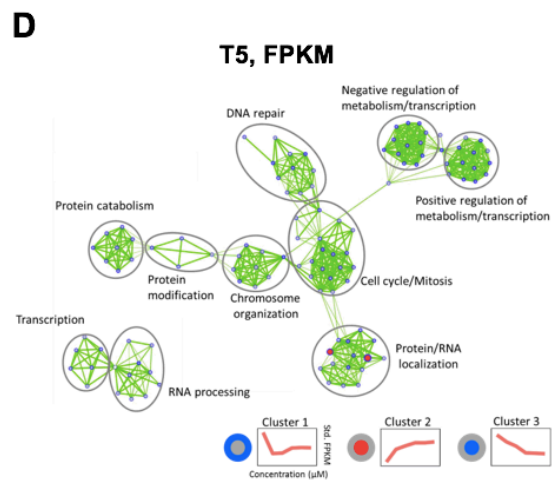 D
T5, FPKM
Negative regulation of
metabolism/transcription
DNA repair
Positive regulation of
metabolism/transcription
Protein catabolism
Protein
modification
Chromosome
organization
Cell cycle/Mitosis
Transcription
RNA processing
Protein/RNA
localization
Cluster 1
Cluster 2
Cluster 3
Std. FPKM
Concentration (µM)